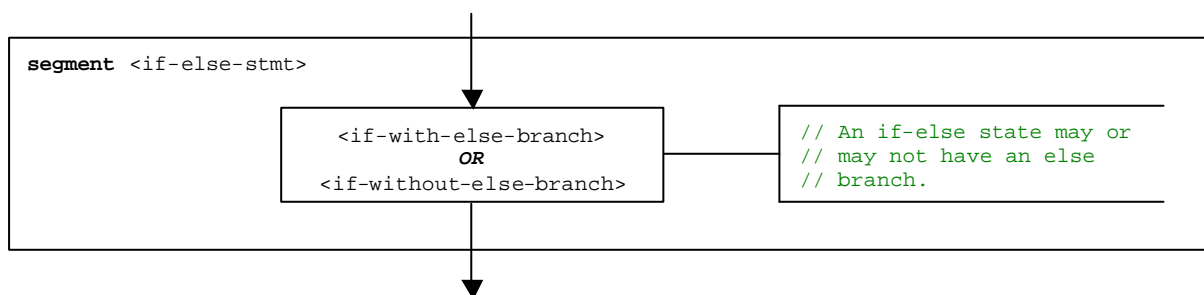 segment <if-else-stmt>
<if-with-else-branch>
OR
<if-without-else-branch>
// An if-else state may or
// may not have an else
// branch.